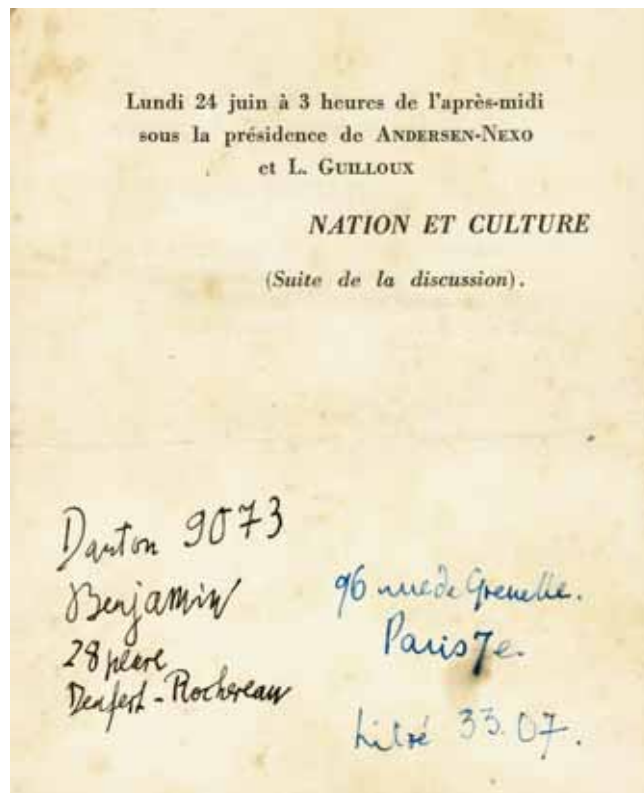 Lundi 24 juin à 3 heures de l'après-midi
sous la présidence de ANDERSEN-NEXO
et L. GUILLOUX
NATION ET CULTURE
(Suite de la discussion).
Danton 9073
Benjamin
28 place
Denfert-Rochereau
96 rue de Grenelle.
Paris 7e.
Littré 33.07.